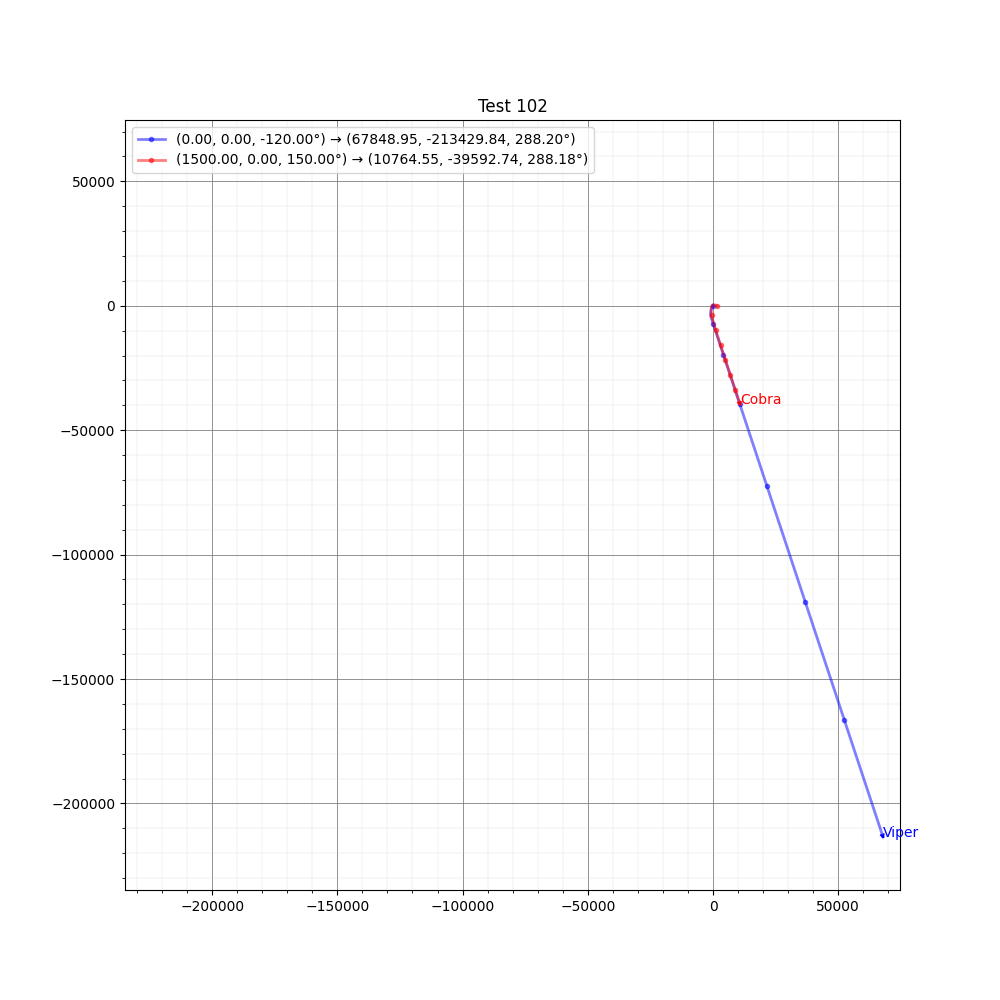 Test 102
(0.00, 0.00, -120.00°) → (67848.95, -213429.84, 288.20°)
(1500.00, 0.00, 150.00°) → (10764.55, -39592.74, 288.18°)
50000
0
−50000
−100000
−150000
−200000
Cobra
Viper
−200000 −150000 −100000 −50000 0 50000